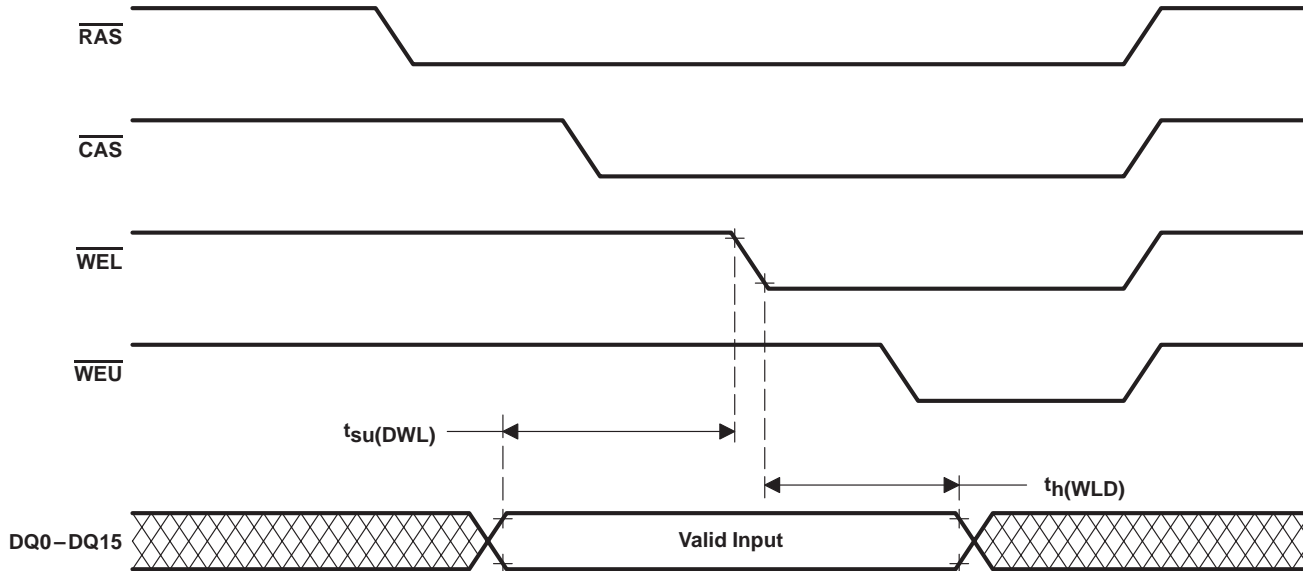 RAS
CAS
WEL
WEU
tsu(DWL)
th(WLD)
DQ0–DQ15
Valid Input